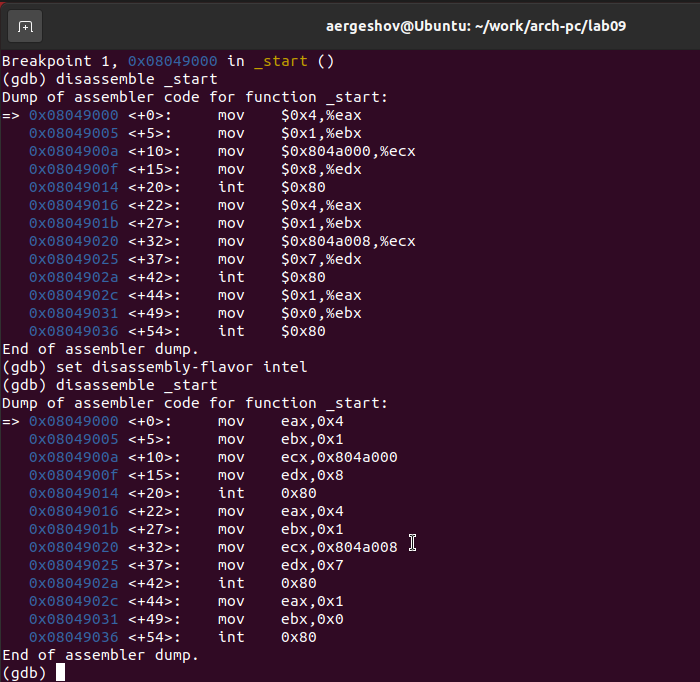 aergeshov@Ubuntu: ~/work/arch-pc/lab09
Breakpoint 1, 0x08049000 in _start ()
(gdb) disassemble _start
Dump of assembler code for function _start:
=> 0x08049000 <+0>:     mov    $0x4,%eax
   0x08049005 <+5>:     mov    $0x1,%ebx
   0x0804900a <+10>:    mov    $0x804a000,%ecx
   0x0804900f <+15>:    mov    $0x8,%edx
   0x08049014 <+20>:    int    $0x80
   0x08049016 <+22>:    mov    $0x4,%eax
   0x0804901b <+27>:    mov    $0x1,%ebx
   0x08049020 <+32>:    mov    $0x804a008,%ecx
   0x08049025 <+37>:    mov    $0x7,%edx
   0x0804902a <+42>:    int    $0x80
   0x0804902c <+44>:    mov    $0x1,%eax
   0x08049031 <+49>:    mov    $0x0,%ebx
   0x08049036 <+54>:    int    $0x80
End of assembler dump.
(gdb) set disassembly-flavor intel
(gdb) disassemble _start
Dump of assembler code for function _start:
=> 0x08049000 <+0>:     mov    eax,0x4
   0x08049005 <+5>:     mov    ebx,0x1
   0x0804900a <+10>:    mov    ecx,0x804a000
   0x0804900f <+15>:    mov    edx,0x8
   0x08049014 <+20>:    int    0x80
   0x08049016 <+22>:    mov    eax,0x4
   0x0804901b <+27>:    mov    ebx,0x1
   0x08049020 <+32>:    mov    ecx,0x804a008
   0x08049025 <+37>:    mov    edx,0x7
   0x0804902a <+42>:    int    0x80
   0x0804902c <+44>:    mov    eax,0x1
   0x08049031 <+49>:    mov    ebx,0x0
   0x08049036 <+54>:    int    0x80
End of assembler dump.
(gdb)